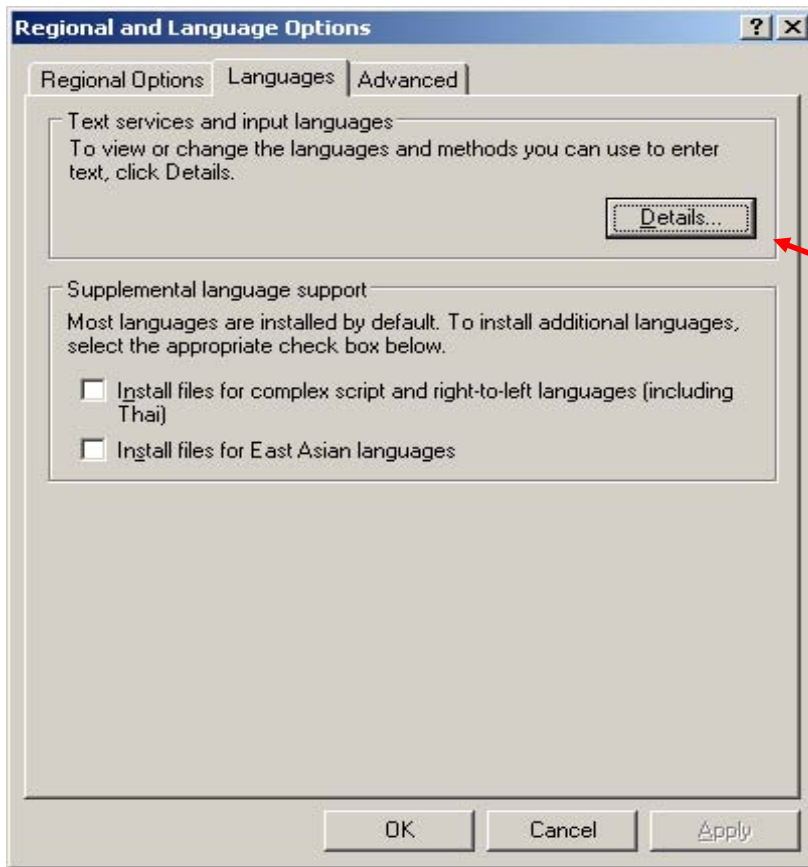 Regional and Language Options
Regional Options Languages Advanced
Text services and input languages
To view or change the languages and methods you can use to enter
text, click Details.
Details...
Supplemental language support
Most languages are installed by default. To install additional languages,
select the appropriate check box below.
Install files for complex script and right-to-left languages (including
Thai)
Install files for East Asian languages
OK Cancel Apply